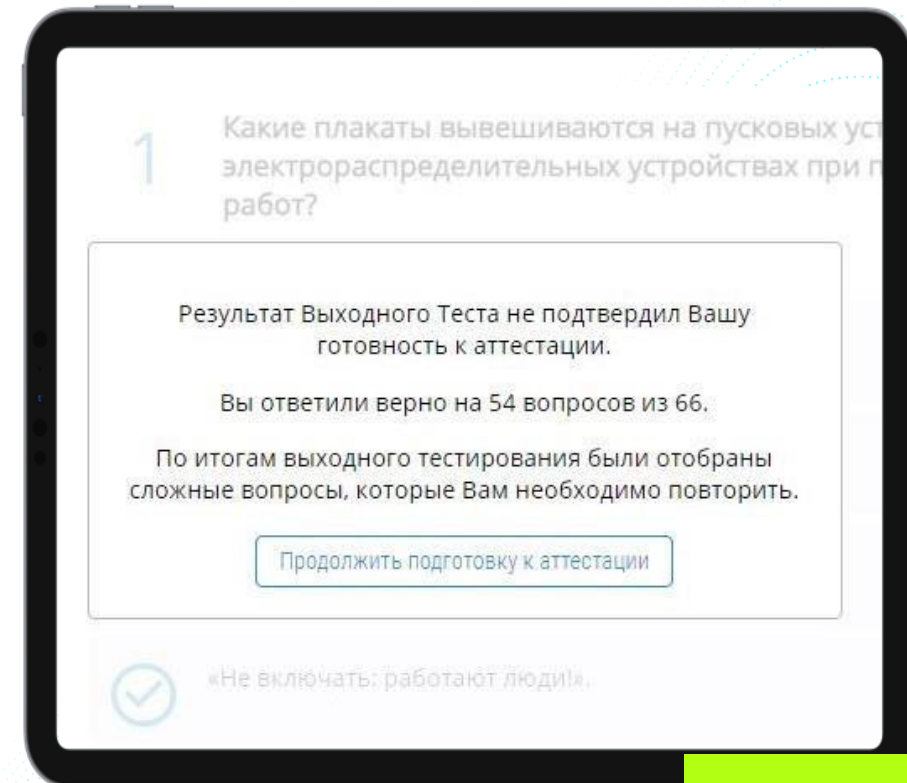 1
Какие плакаты вывешиваются на пусковых уст
электрораспределительных устройствах при п
работ?
Результат Выходного Теста не подтвердил Вашу
готовность к аттестации.
Вы ответили верно на 54 вопросов из 66.
По итогам выходного тестирования были отобраны
сложные вопросы, которые Вам необходимо повторить.
Продолжить подготовку к аттестации
«Не включать: работают люди!».